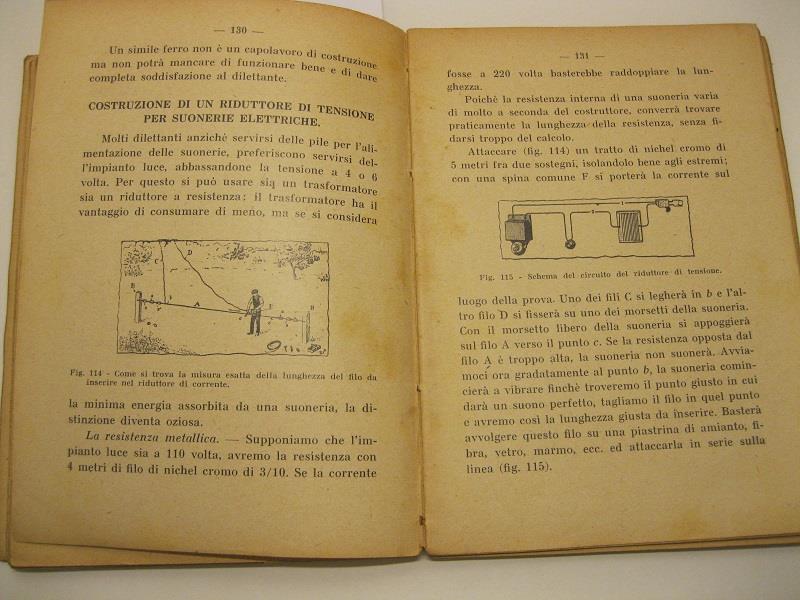 — 130 —
Un simile ferro non è un capolavoro di costruzione
ma non potrà mancare di funzionare bene e di dare
completa soddisfazione al dilettante.
COSTRUZIONE DI UN RIDUTTORE DI TENSIONE
PER SUONERIE ELETTRICHE.
Molti dilettanti anzichè servirsi delle pile per l'ali-
mentazione delle suonerie, preferiscono servirsi del-
l'impianto luce, abbassandone la tensione a 4 o 6
volta. Per questo si può usare sia un trasformatore
sia un riduttore a resistenza: il trasformatore ha il
vantaggio di consumare di meno, ma se si considera
B
C
D
A
B
Fig. 114 - Come si trova la misura esatta della lunghezza del filo da
inserire nel riduttore di corrente.
la minima energia assorbita da una suoneria, la di-
stinzione diventa oziosa.
La resistenza metallica. — Supponiamo che l'im-
pianto luce sia a 110 volta, avremo la resistenza con
4 metri di filo di nichel cromo di 3/10. Se la corrente
— 131 —
fosse a 220 volta basterebbe raddoppiare la lun-
ghezza.
Poichè la resistenza interna di una suoneria varia
di molto a seconda del costruttore, converrà trovare
praticamente la lunghezza della resistenza, senza fi-
darsi troppo del calcolo.
Attaccare (fig. 114) un tratto di nichel cromo di
5 metri fra due sostegni, isolandolo bene agli estremi;
con una spina comune F si porterà la corrente sul
Fig. 115 - Schema del circuito del riduttore di tensione.
luogo della prova. Uno dei fili C si legherà in b e l'al-
tro filo D si fisserà su uno dei morsetti della suoneria.
Con il morsetto libero della suoneria si appoggierà
sul filo A verso il punto c. Se la resistenza opposta dal
filo A è troppo alta, la suoneria non suonerà. Avvia-
moci ora gradatamente al punto b, la suoneria comin-
cierà a vibrare finchè troveremo il punto giusto in cui
darà un suono perfetto, tagliamo il filo in quel punto
e avremo così la lunghezza giusta da inserire. Basterà
avvolgere questo filo su una piastrina di amianto, fi-
bra, vetro, marmo, ecc. ed attaccarla in serie sulla
linea (fig. 115).